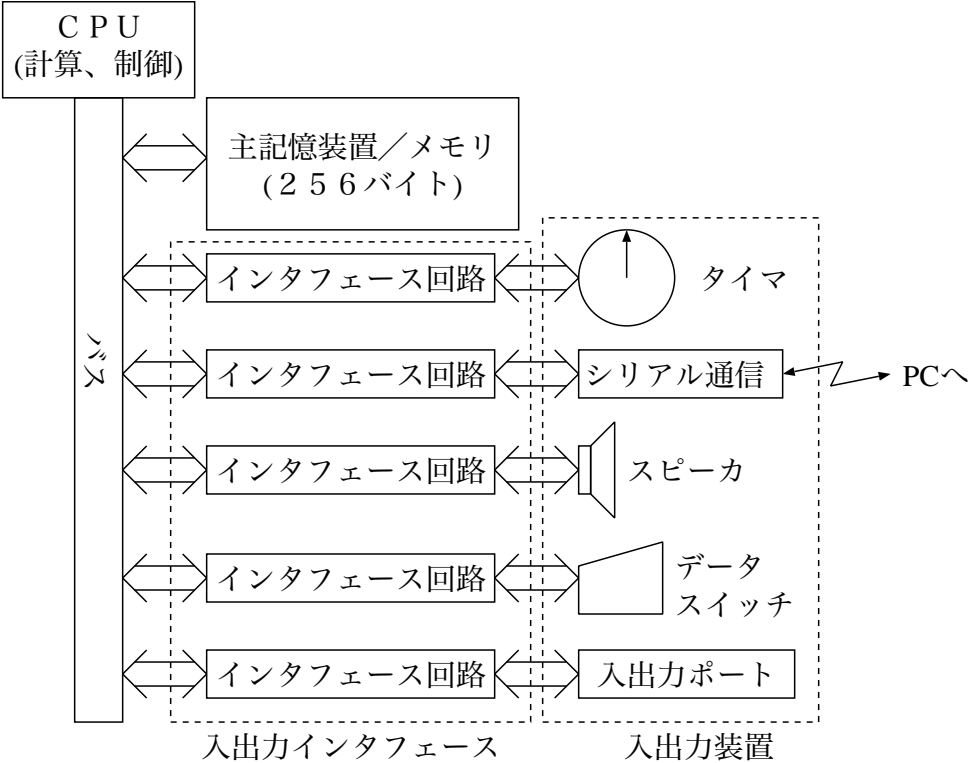 ＣＰＵ
(計算、制御)
主記憶装置／メモリ
(２５６バイト)
バス
インタフェース回路
タイマ
インタフェース回路
シリアル通信
PCへ
インタフェース回路
スピーカ
インタフェース回路
データ
スイッチ
インタフェース回路
入出力ポート
入出力インタフェース
入出力装置